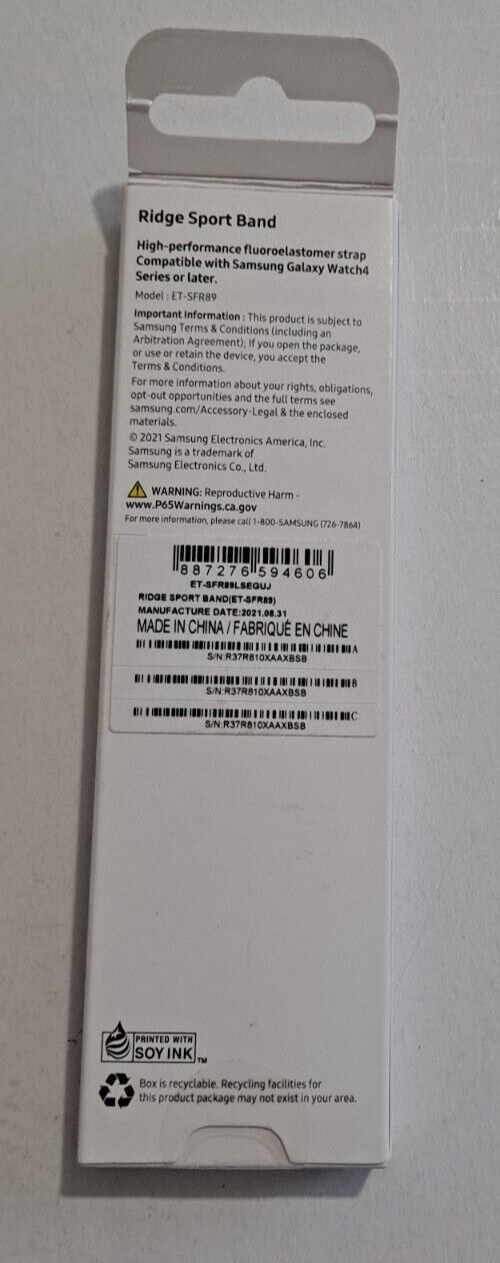 Ridge Sport Band
High-performance fluoroelastomer strap
Compatible with Samsung Galaxy Watch4
Series or later.
Model : ET-SFR89
Important Information : This product is subject to
Samsung Terms & Conditions (including an
Arbitration Agreement); If you open the package,
or use or retain the device, you accept the
Terms & Conditions.
For more information about your rights, obligations,
opt-out opportunities and the full terms see
samsung.com/Accessory-Legal & the enclosed
materials.
© 2021 Samsung Electronics America, Inc.
Samsung is a trademark of
Samsung Electronics Co., Ltd.
WARNING: Reproductive Harm -
www.P65Warnings.ca.gov
For more information, please call 1-800-SAMSUNG (726-7864)
8 87276 59460 6
ET-SFR89LSEGUJ
RIDGE SPORT BAND(ET-SFR89)
MANUFACTURE DATE:2021.08.31
MADE IN CHINA / FABRIQUÉ EN CHINE
A
S/N:R37R810XAAXBSB
B
S/N:R37R810XAAXBSB
C
S/N:R37R810XAAXBSB
PRINTED WITH
SOY INK TM
Box is recyclable. Recycling facilities for
this product package may not exist in your area.